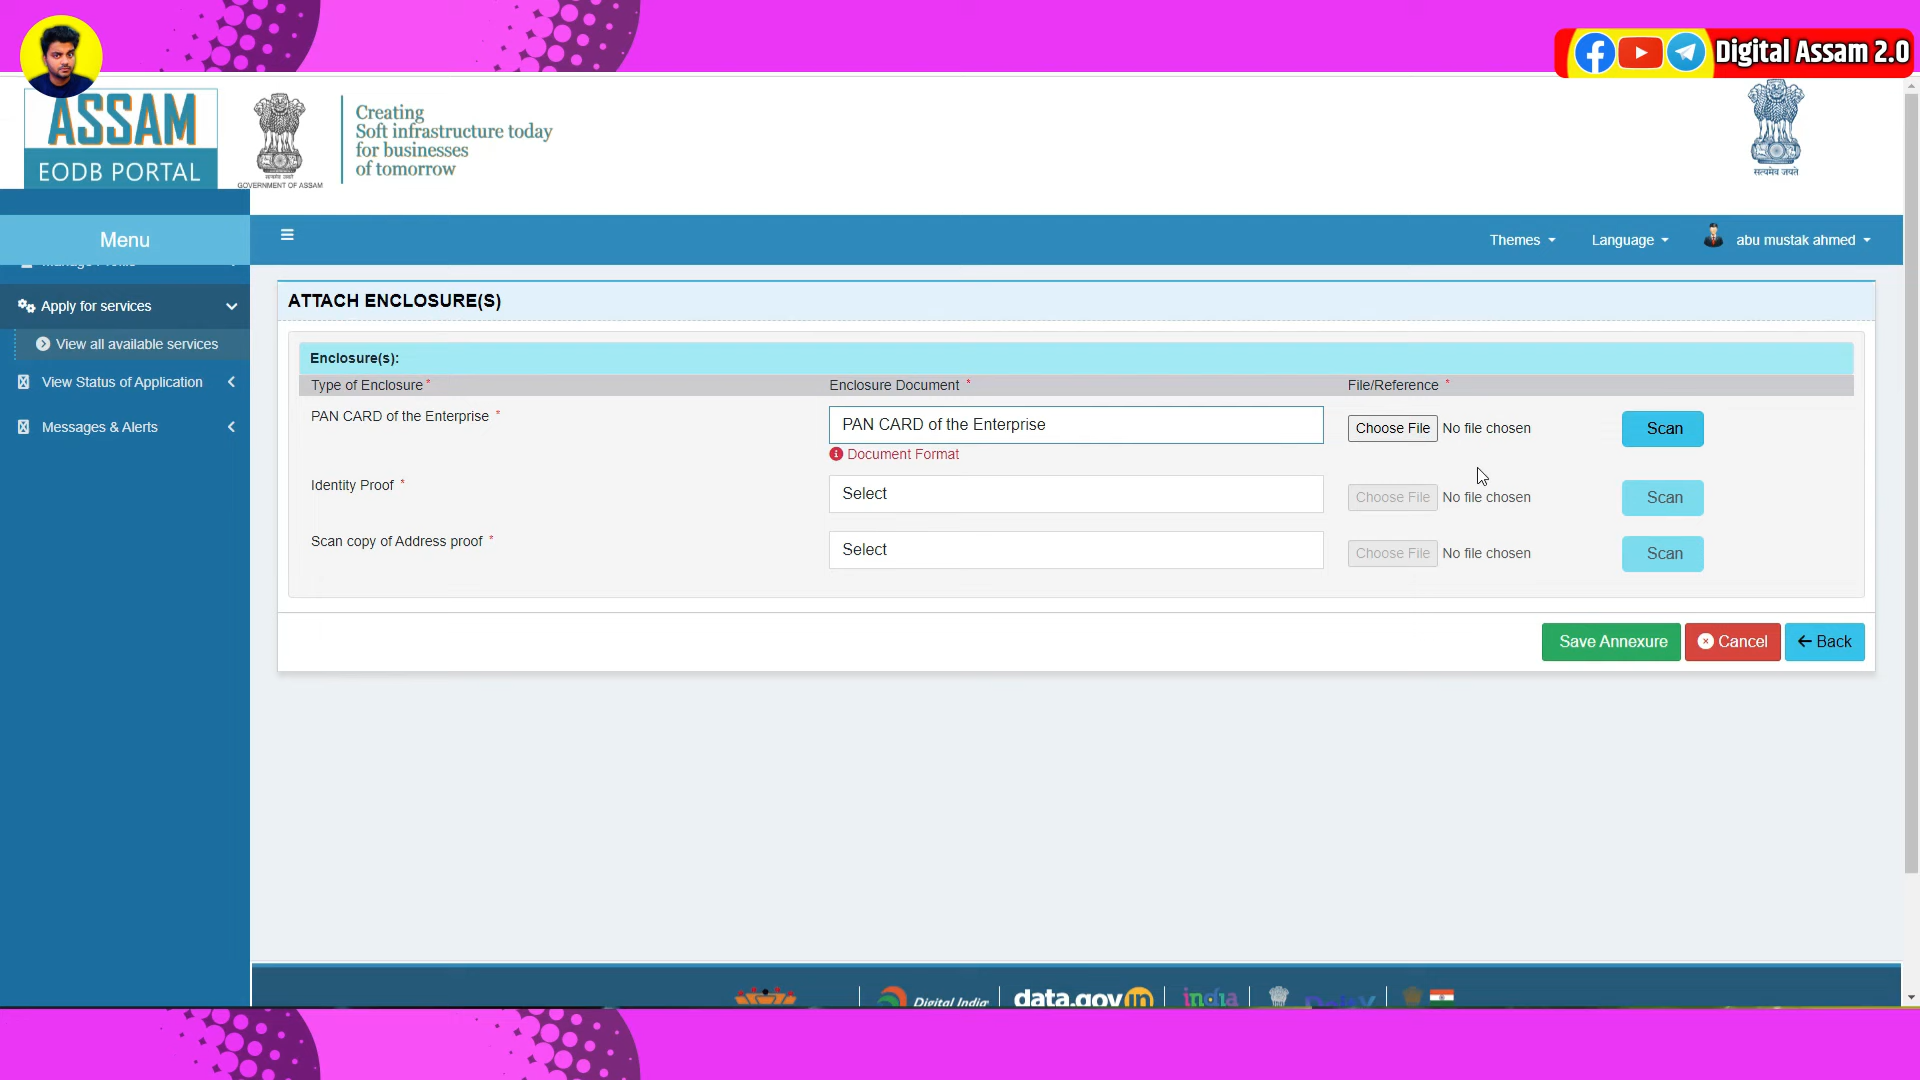 Digital Assam 2.0
ASSAM
EODB PORTAL
GOVERNMENT OF ASSAM
Creating
Soft infrastructure today
for businesses
of tomorrow
सत्यमेव जयते
Menu
Themes
Language
abu mustak ahmed
Apply for services
View all available services
View Status of Application
Messages & Alerts
ATTACH ENCLOSURE(S)
Enclosure(s):
Type of Enclosure * Enclosure Document * File/Reference *
PAN CARD of the Enterprise * PAN CARD of the Enterprise Choose File No file chosen Scan
Document Format
Identity Proof * Select Choose File No file chosen Scan
Scan copy of Address proof * Select Choose File No file chosen Scan
Save Annexure Cancel Back
Digital India data.gov.in india